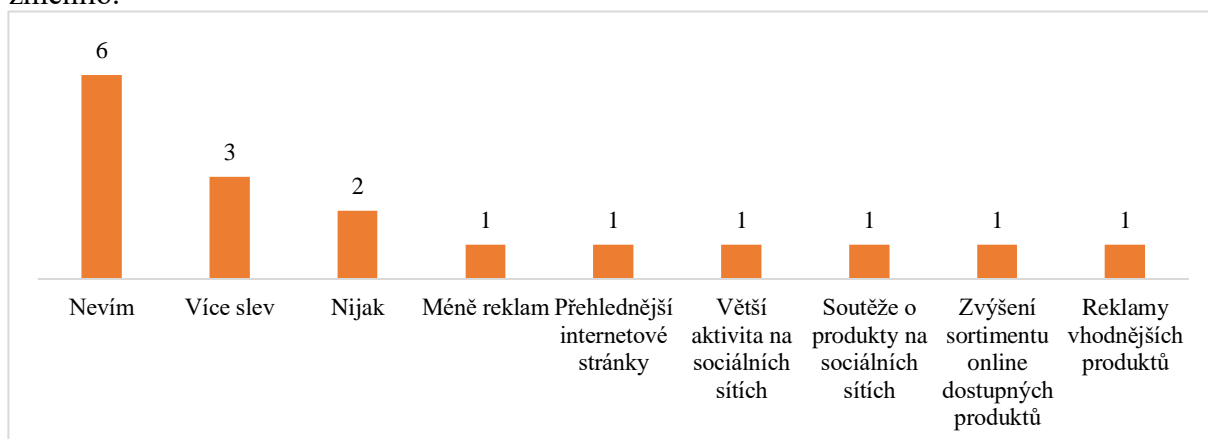 6
3
2
1
1
1
1
1
1
Nevím
Více slev
Nijak
Méně reklam
Přehlednější
internetové
stránky
Větší
aktivita na
sociálních
sítích
Soutěže o
produkty na
sociálních
sítích
Zvýšení
sortimentu
online
dostupných
produktů
Reklamy
vhodnějších
produktů